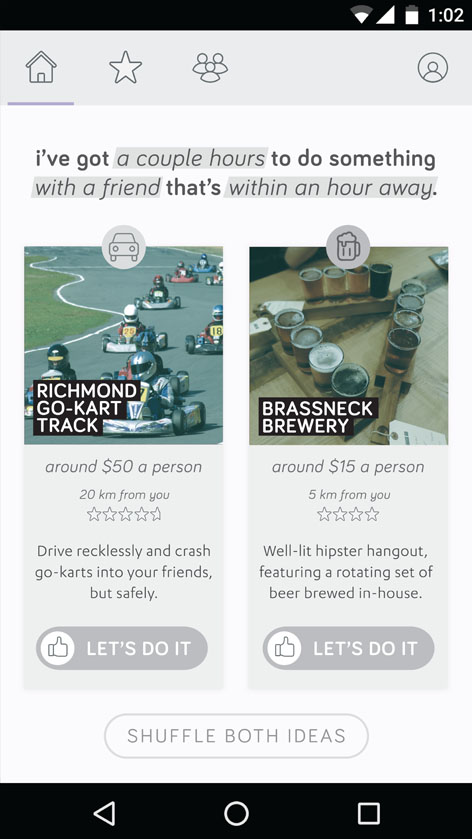 1:02
i've got a couple hours to do something
with a friend that's within an hour away.
RICHMOND
GO-KART
TRACK
around $50 a person
20 km from you
Drive recklessly and crash
go-karts into your friends,
but safely.
LET'S DO IT
BRASSNECK
BREWERY
around $15 a person
5 km from you
Well-lit hipster hangout,
featuring a rotating set of
beer brewed in-house.
LET'S DO IT
SHUFFLE BOTH IDEAS